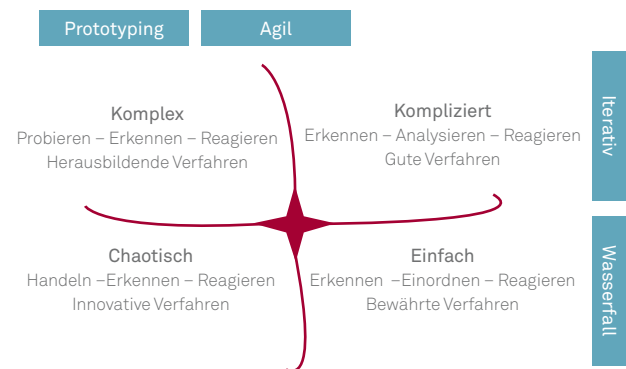 Prototyping
Agil
Komplex
Probieren – Erkennen – Reagieren
Herausbildende Verfahren
Kompliziert
Erkennen – Analysieren – Reagieren
Gute Verfahren
Iterativ
Chaotisch
Handeln –Erkennen – Reagieren
Innovative Verfahren
Einfach
Erkennen –Einordnen – Reagieren
Bewährte Verfahren
Wasserfall